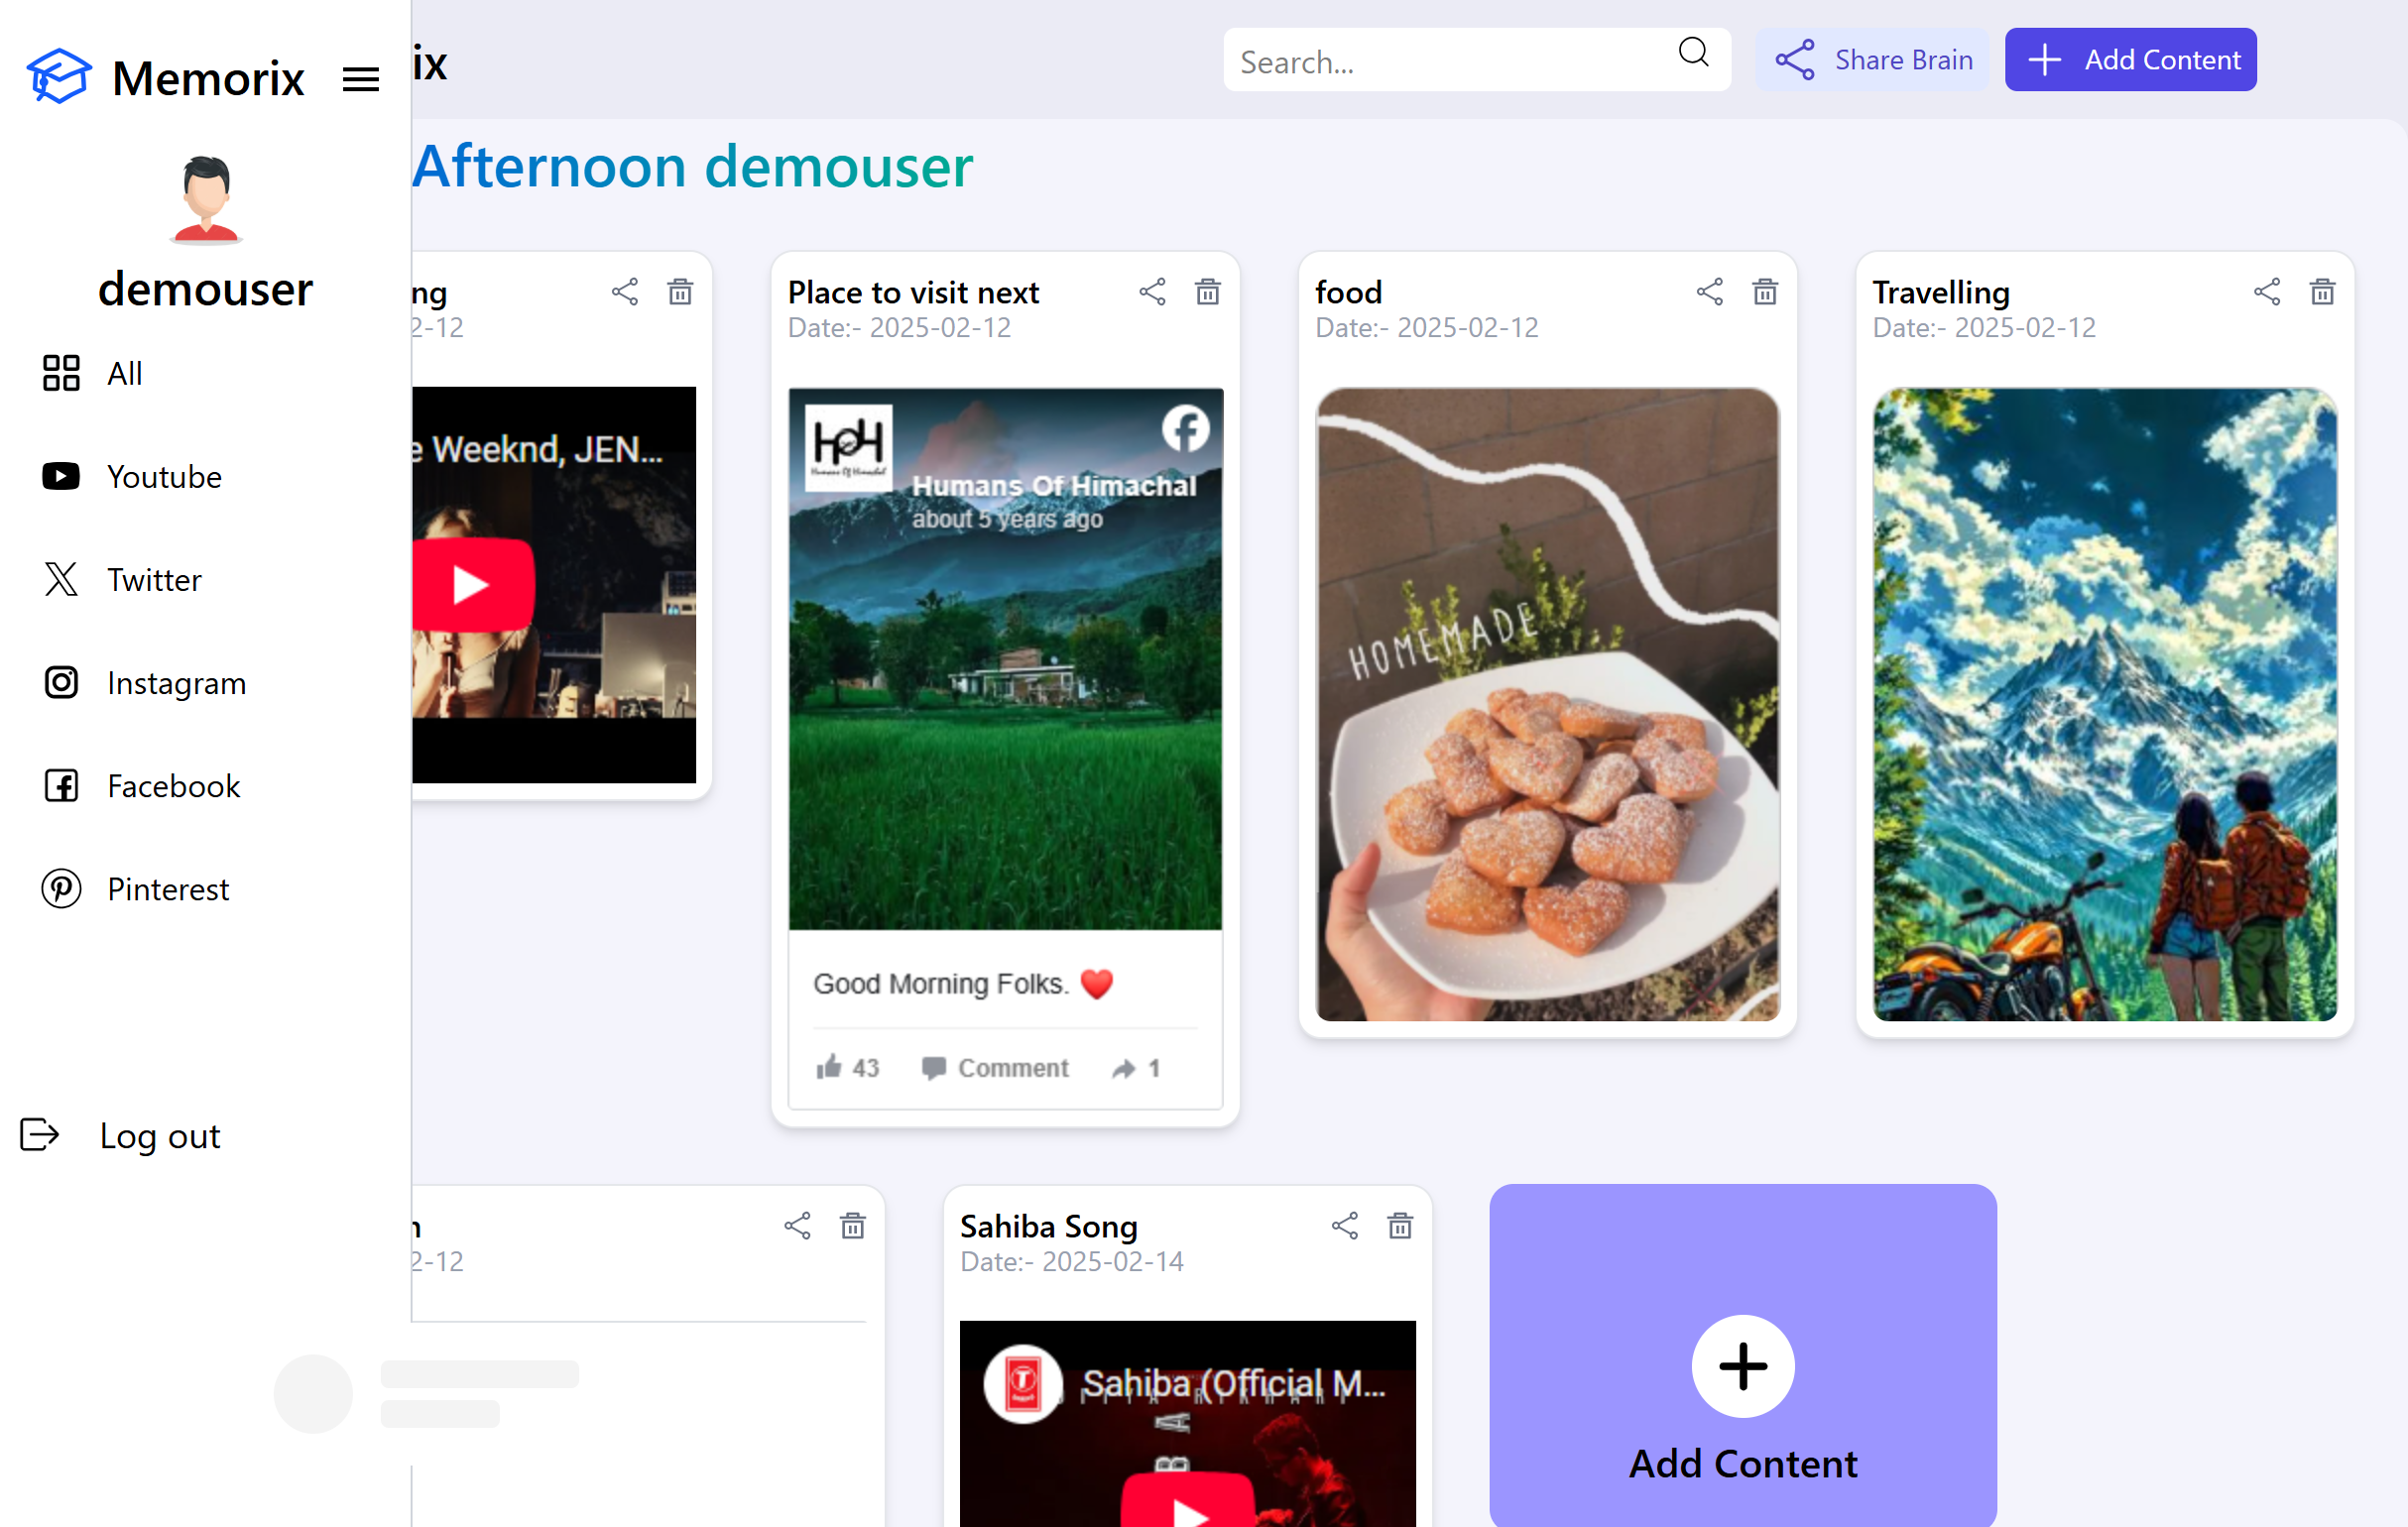 Memorix
demouser
All
Youtube
Twitter
Instagram
Facebook
Pinterest
Log out
ix
Search...
Share Brain
Add Content
Afternoon demouser
ng
2-12
e Weeknd, JEN...
Place to visit next
Date:- 2025-02-12
HOH
Humans Of Himachal
Humans Of Himachal
about 5 years ago
Good Morning Folks. ❤️
43
Comment
1
food
Date:- 2025-02-12
HOMEMADE
Travelling
Date:- 2025-02-12
2-12
Sahiba Song
Date:- 2025-02-14
T
Sahiba (Official M...
Add Content